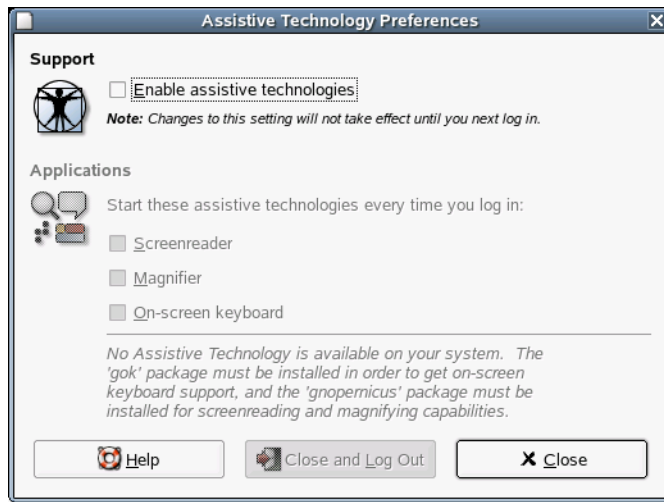 Assistive Technology Preferences
Support
Enable assistive technologies
Note: Changes to this setting will not take effect until you next log in.
Applications
Start these assistive technologies every time you log in:
Screenreader
Magnifier
On-screen keyboard
No Assistive Technology is available on your system. The
'gok' package must be installed in order to get on-screen
keyboard support, and the 'gnopernicus' package must be
installed for screenreading and magnifying capabilities.
Help
Close and Log Out
Close